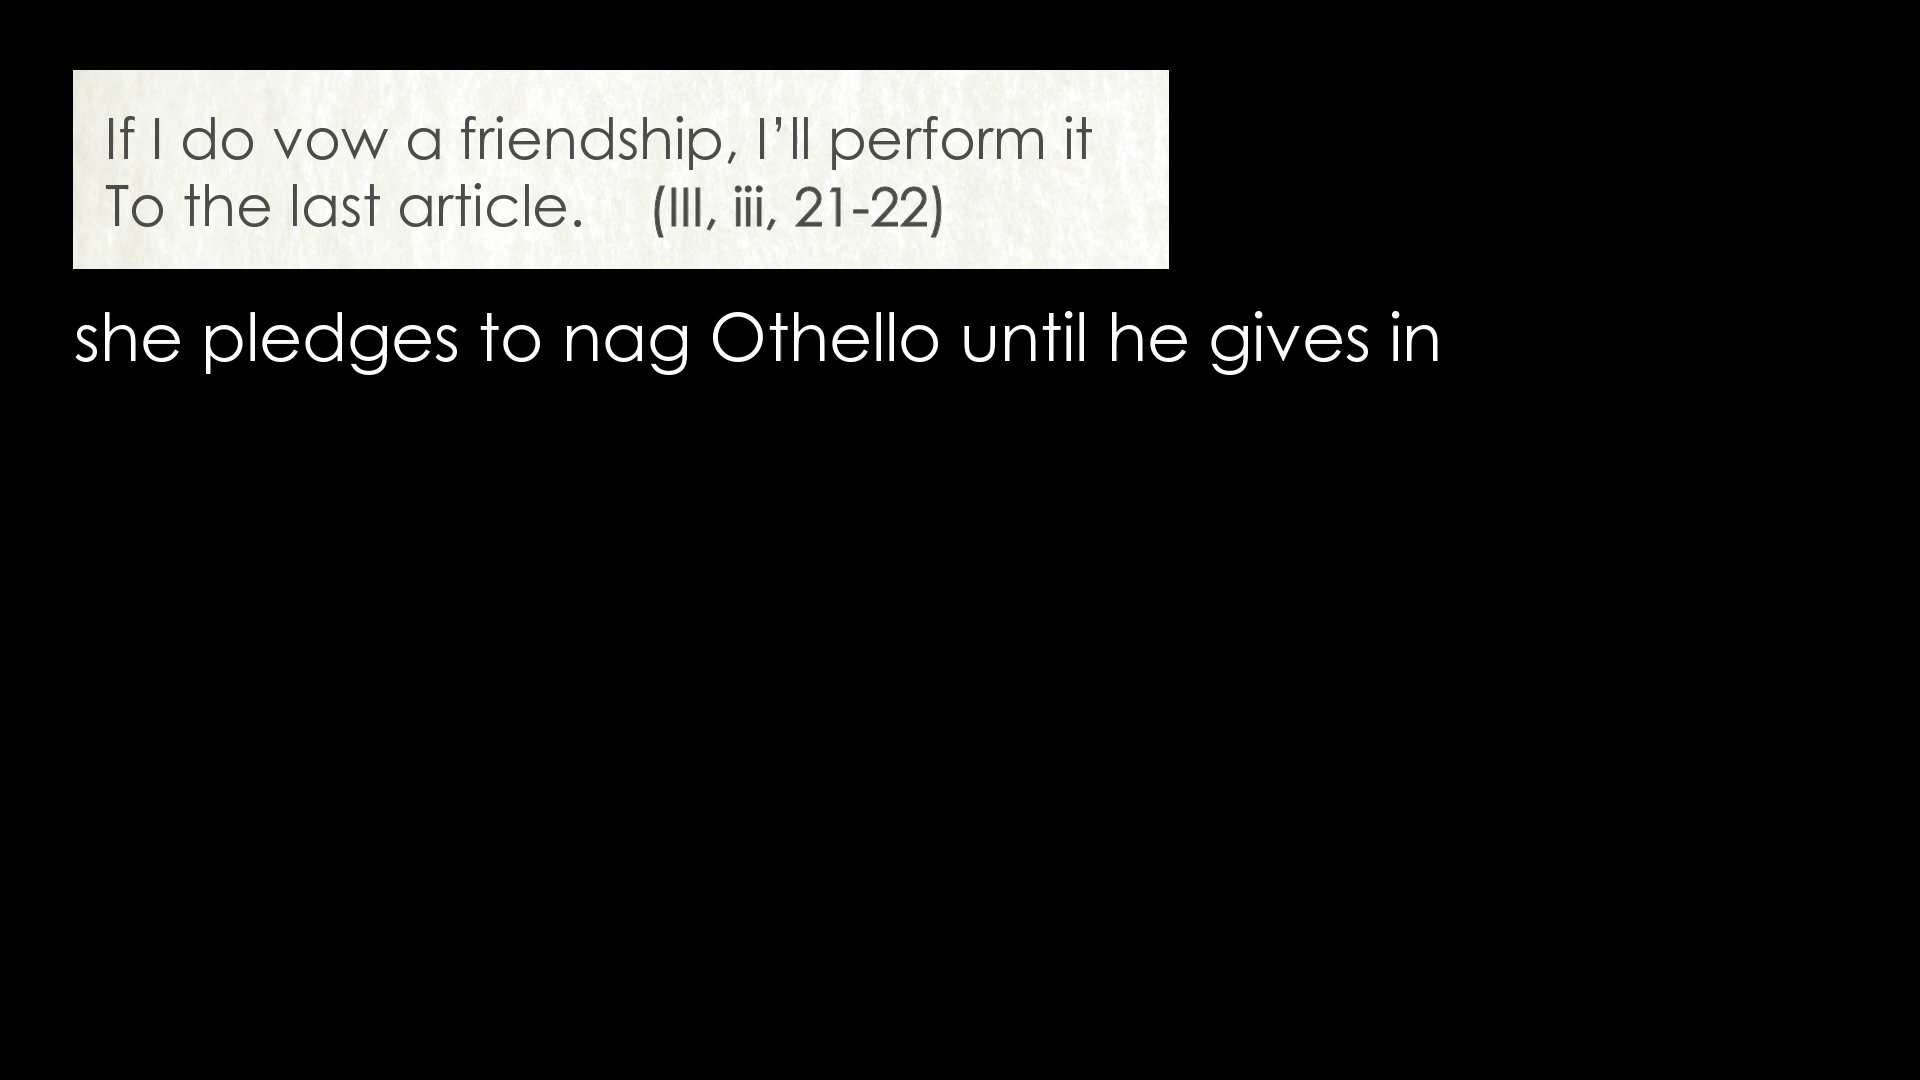 If I do vow a friendship, I’ll perform it
To the last article. (III, iii, 21-22)
she pledges to nag Othello until he gives in